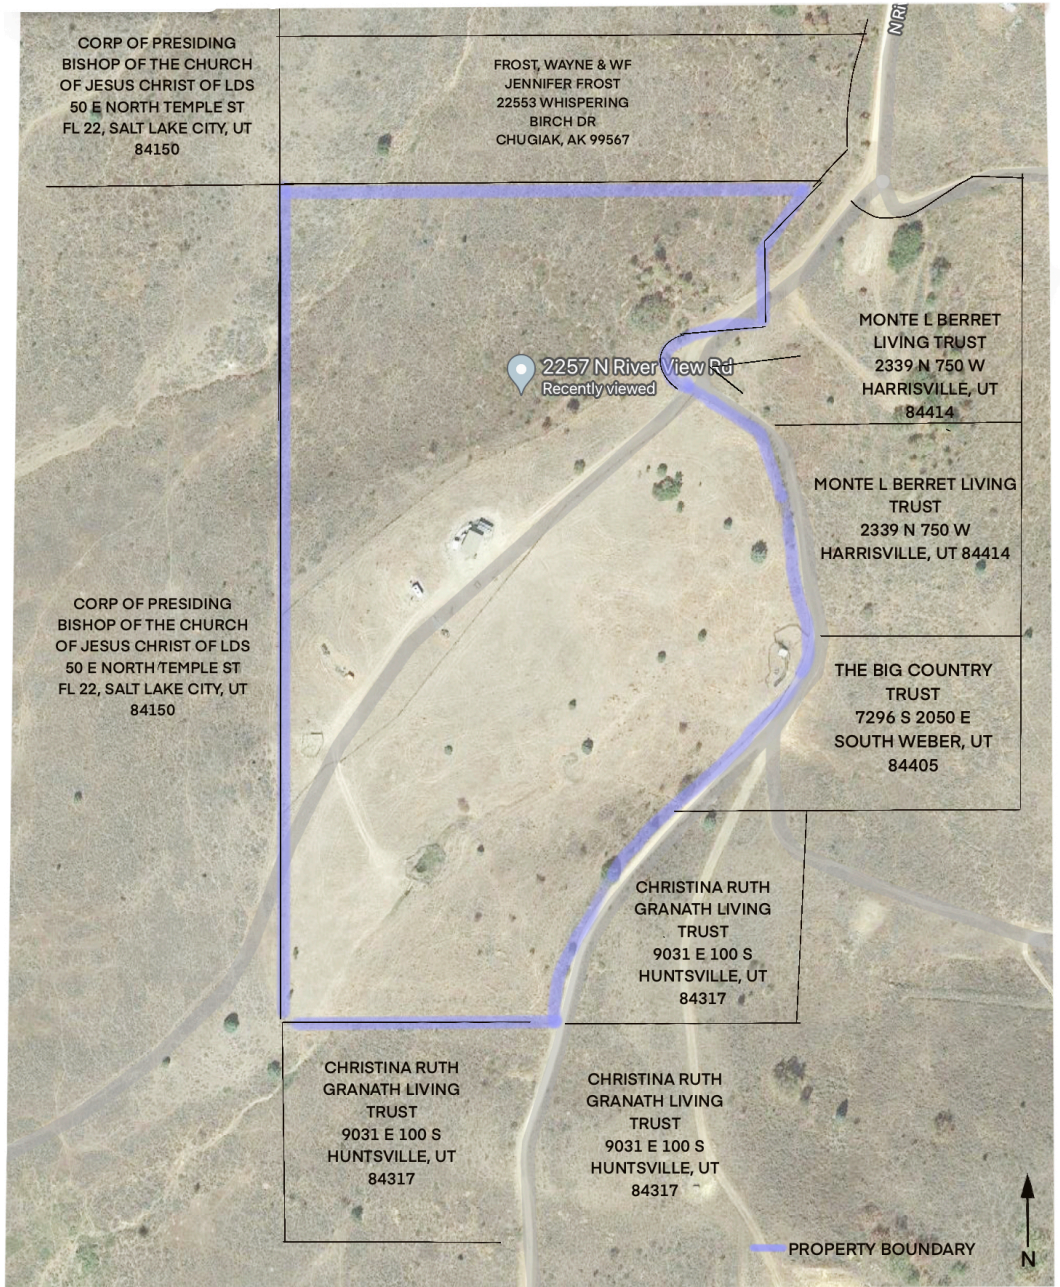 N Ri
CORP OF PRESIDING
BISHOP OF THE CHURCH
OF JESUS CHRIST OF LDS
50 E NORTH TEMPLE ST
FL 22, SALT LAKE CITY, UT
84150
FROST, WAYNE & WF
JENNIFER FROST
22553 WHISPERING
BIRCH DR
CHUGIAK, AK 99567
MONTE L BERRET
LIVING TRUST
2339 N 750 W
HARRISVILLE, UT
84414
2257 N River View Rd
Recently viewed
MONTE L BERRET LIVING
TRUST
2339 N 750 W
HARRISVILLE, UT 84414
CORP OF PRESIDING
BISHOP OF THE CHURCH
OF JESUS CHRIST OF LDS
50 E NORTH TEMPLE ST
FL 22, SALT LAKE CITY, UT
84150
THE BIG COUNTRY
TRUST
7296 S 2050 E
SOUTH WEBER, UT
84405
CHRISTINA RUTH
GRANATH LIVING
TRUST
9031 E 100 S
HUNTSVILLE, UT
84317
CHRISTINA RUTH
GRANATH LIVING
TRUST
9031 E 100 S
HUNTSVILLE, UT
84317
CHRISTINA RUTH
GRANATH LIVING
TRUST
9031 E 100 S
HUNTSVILLE, UT
84317
PROPERTY BOUNDARY
N